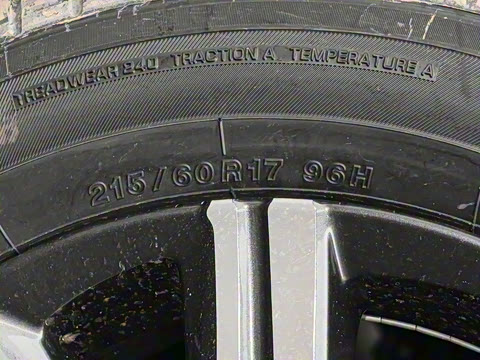 TREADWEAR 240 TRACTION A TEMPERATURE A
215/60R17 96H